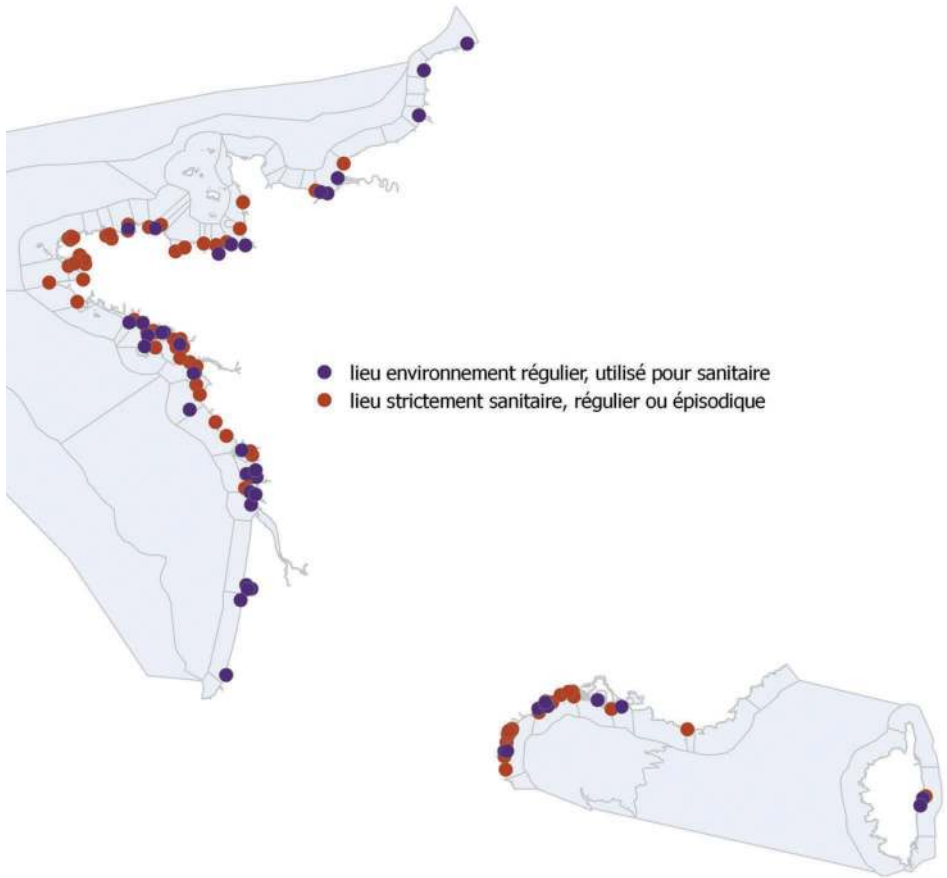 lieu environnement régulier, utilisé pour sanitaire
lieu strictement sanitaire, régulier ou épisodique